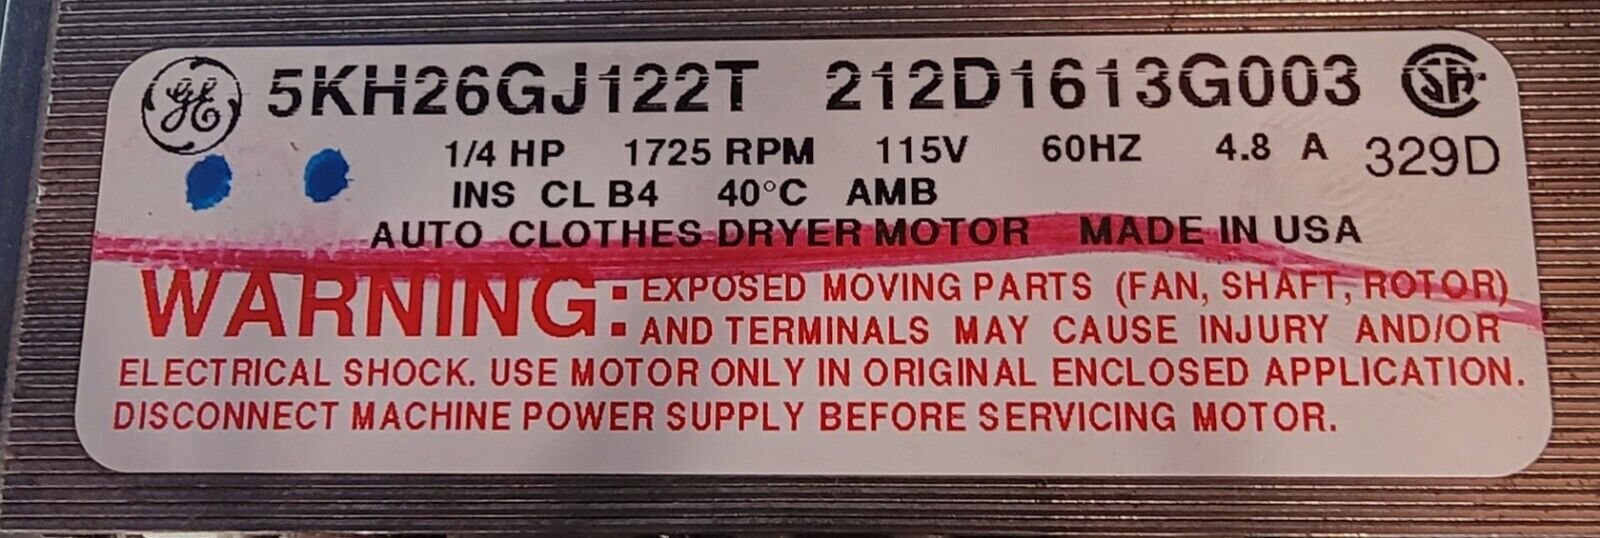 GE 5KH26GJ122T 212D1613G003 SA
1/4 HP 1725 RPM 115V 60HZ 4.8 A 329D
INS CL B4 40°C AMB
AUTO CLOTHES DRYER MOTOR MADE IN USA
WARNING: EXPOSED MOVING PARTS (FAN, SHAFT, ROTOR)
AND TERMINALS MAY CAUSE INJURY AND/OR
ELECTRICAL SHOCK. USE MOTOR ONLY IN ORIGINAL ENCLOSED APPLICATION.
DISCONNECT MACHINE POWER SUPPLY BEFORE SERVICING MOTOR.